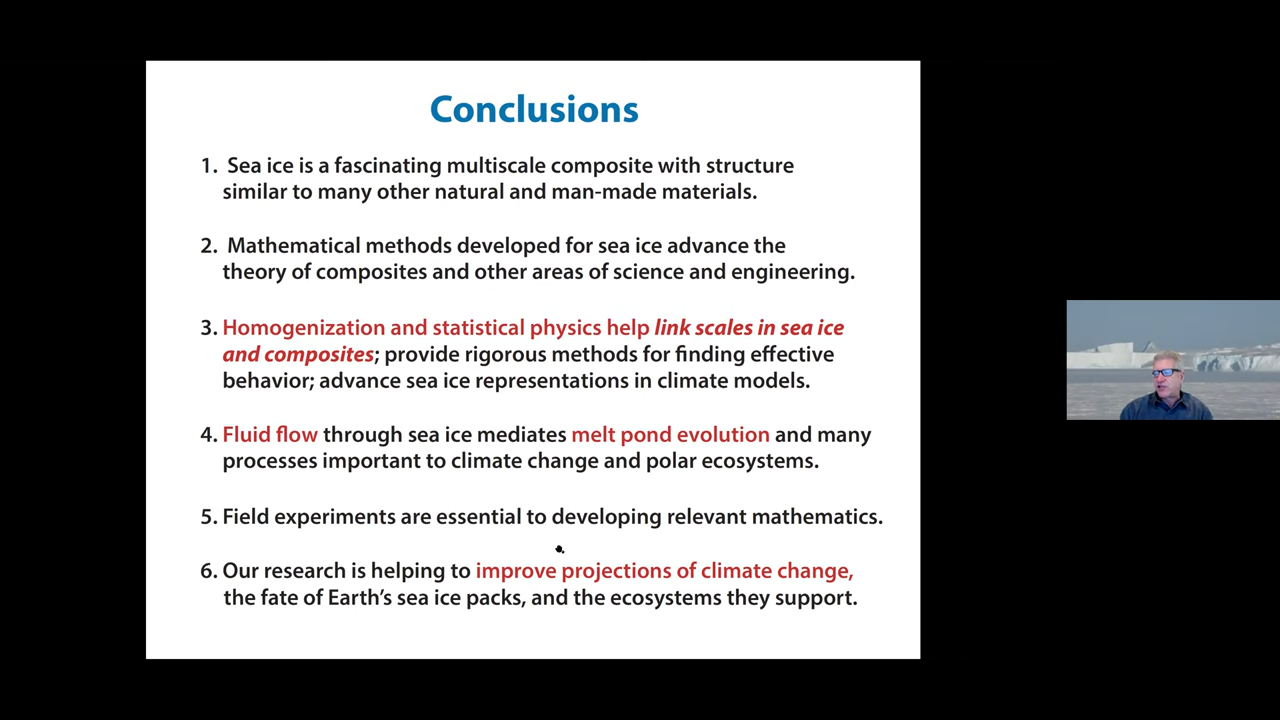 Conclusions
1. Sea ice is a fascinating multiscale composite with structure
similar to many other natural and man-made materials.
2. Mathematical methods developed for sea ice advance the
theory of composites and other areas of science and engineering.
3. Homogenization and statistical physics help link scales in sea ice
and composites; provide rigorous methods for finding effective
behavior; advance sea ice representations in climate models.
4. Fluid flow through sea ice mediates melt pond evolution and many
processes important to climate change and polar ecosystems.
5. Field experiments are essential to developing relevant mathematics.
6. Our research is helping to improve projections of climate change,
the fate of Earth's sea ice packs, and the ecosystems they support.